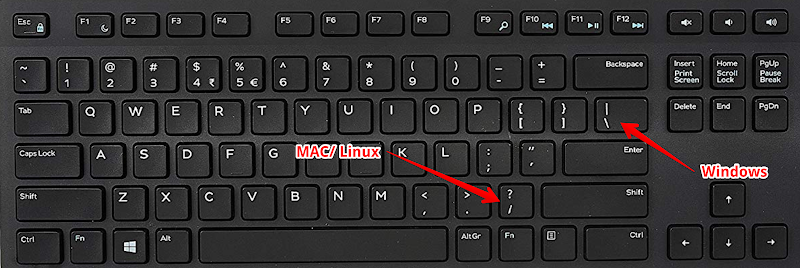 Esc F1 F2 F3 F4 F5 F6 F7 F8 F9 F10 F11 F12
~ ! @ # $ % ^ & * ( ) _ + Backspace Insert Home PgUp
` 1 2 3 4 ₹ 5 € 6 7 8 9 0 - = Print Scroll Pause
Screen Lock Break
Tab Q W E R T Y U I O P { } | Delete End PgDn
[ ] \
Caps Lock A S D F G K L : " Enter
; '
MAC/ Linux
Windows
Shift Z X C V B N M < > ? Shift ↑
, . /
Ctrl Fn Alt AltGr Fn Ctrl ← ↓ →